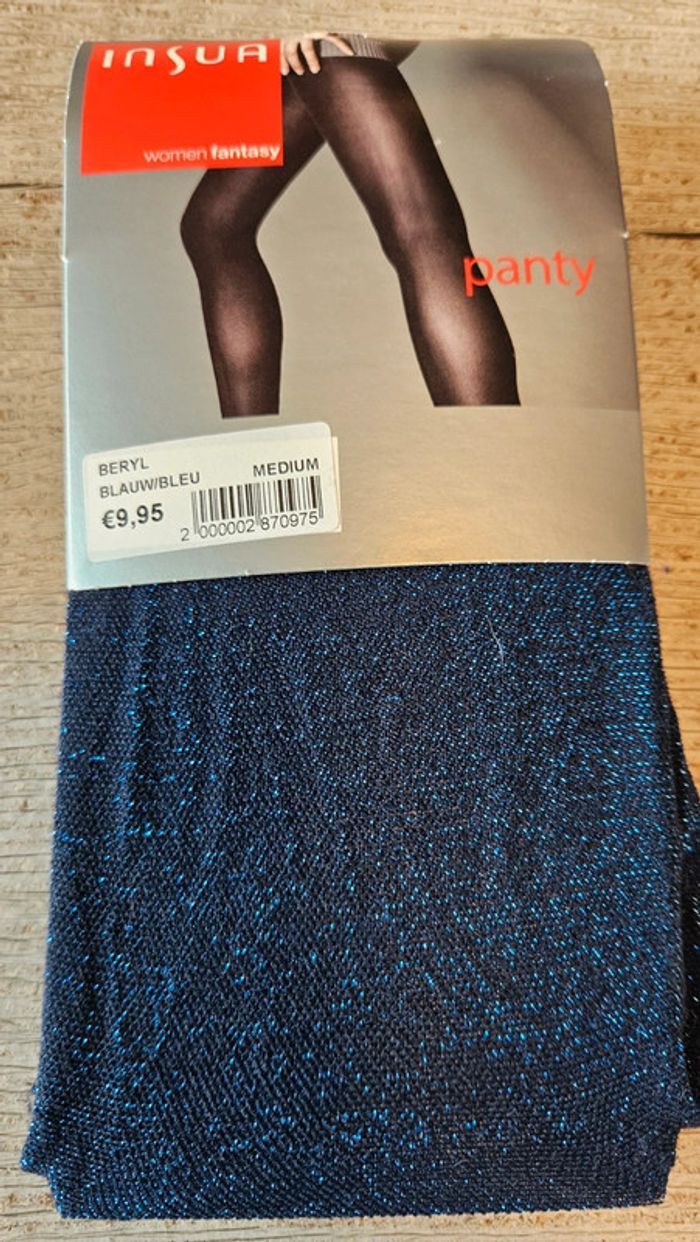 INSUA
women fantasy
panty
BERYL
BLAUW/BLEU MEDIUM
€9,95
2 000002 870975